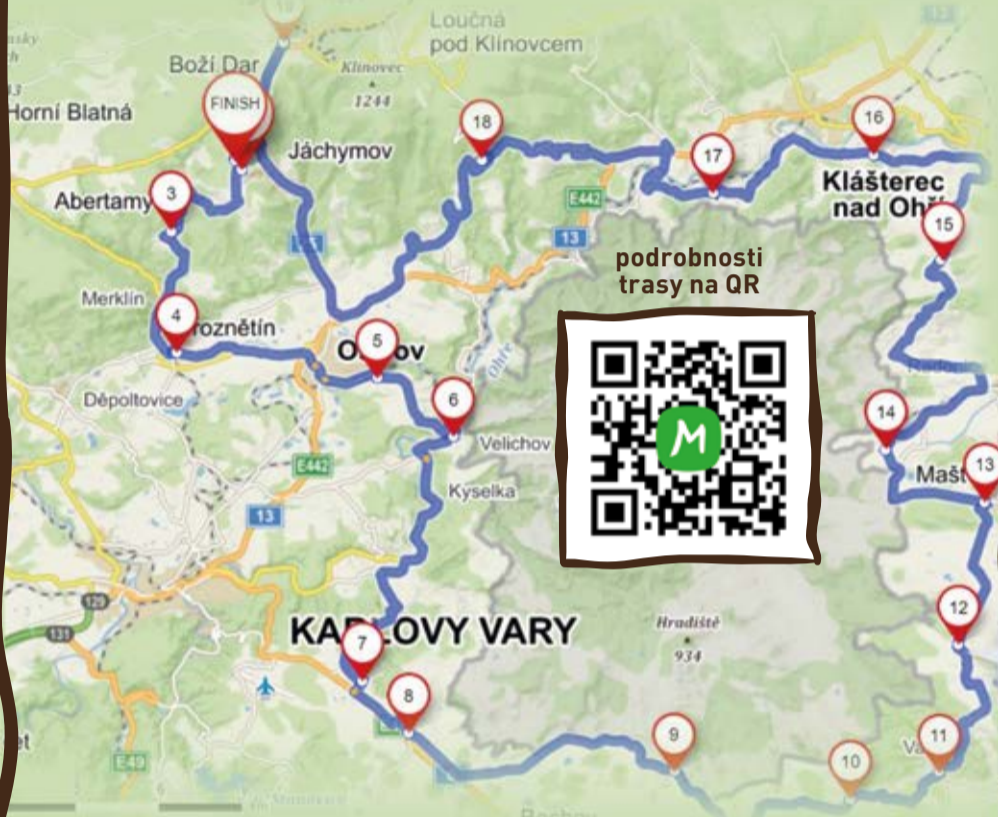 19
Loučná
pod Klínovcem
Boží Dar
Klínovec
1244
FINISH
Horní Blatná
18
16
Jáchymov
17
3
Abertamy
E442
Klášterec
nad Ohří
15
13
podrobnosti
trasy na QR
Merklín
4
5
Ohře
6
14
Děpoltovice
Velichov
13
E442
Kyselka
13
129
131
KARLOVY VARY
12
7
Hradiště
934
8
9
11
10
E49